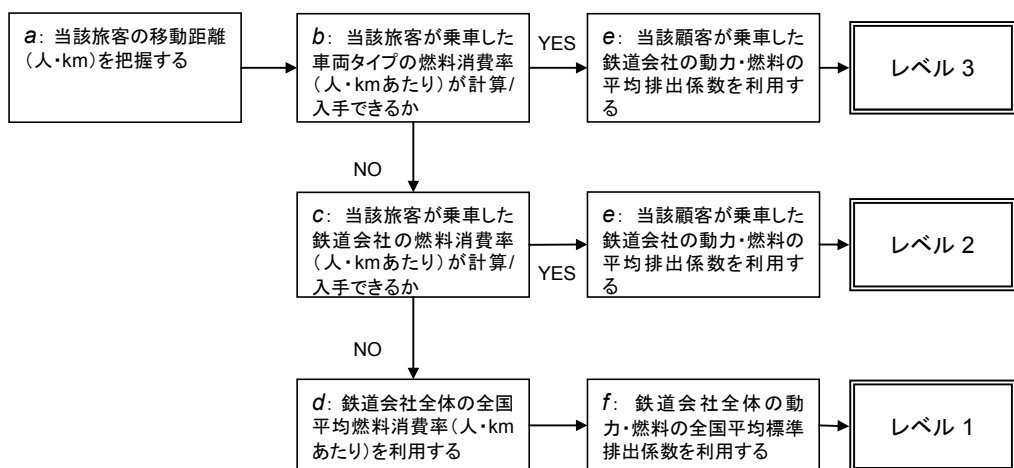 a: 当該旅客の移動距離
(人・km)を把握する
b: 当該旅客が乗車した
車両タイプの燃料消費率
(人・kmあたり)が計算/
入手できるか
YES
e: 当該顧客が乗車した
鉄道会社の動力・燃料の
平均排出係数を利用す
る
レベル 3
NO
c: 当該旅客が乗車した
鉄道会社の燃料消費率
(人・kmあたり)が計算/
入手できるか
YES
e: 当該顧客が乗車した
鉄道会社の動力・燃料の
平均排出係数を利用す
る
レベル 2
NO
d: 鉄道会社全体の全国
平均燃料消費率(人・km
あたり)を利用する
f: 鉄道会社全体の動
力・燃料の全国平均標準
排出係数を利用する
レベル 1